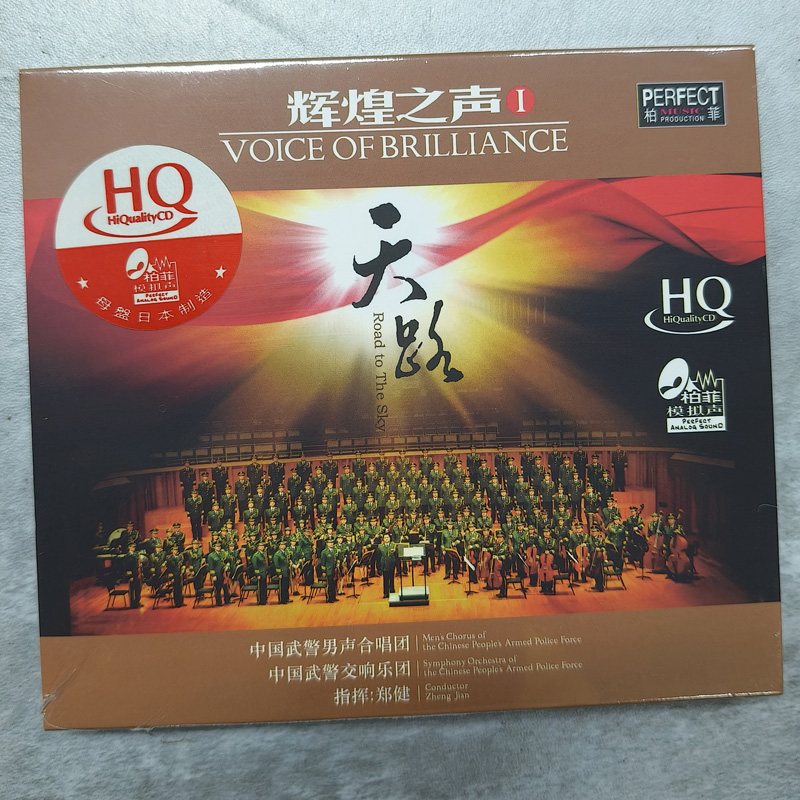 辉煌之声 I
VOICE OF BRILLIANCE
PERFECT
柏 MUSIC 菲
PRODUCTION
HQ
HiQualityCD
柏菲
模拟声
PERFECT
ANALOG SOUND
母盤日本制造
天路
Road to The Sky
HQ
HiQualityCD
柏菲
模拟声
PERFECT
ANALOG SOUND
中国武警男声合唱团
Men's Chorus of
the Chinese People's Armed Police Force
中国武警交响乐团
Symphony Orchestra of
the Chinese People's Armed Police Force
指挥:郑健
Conductor
Zheng Jian